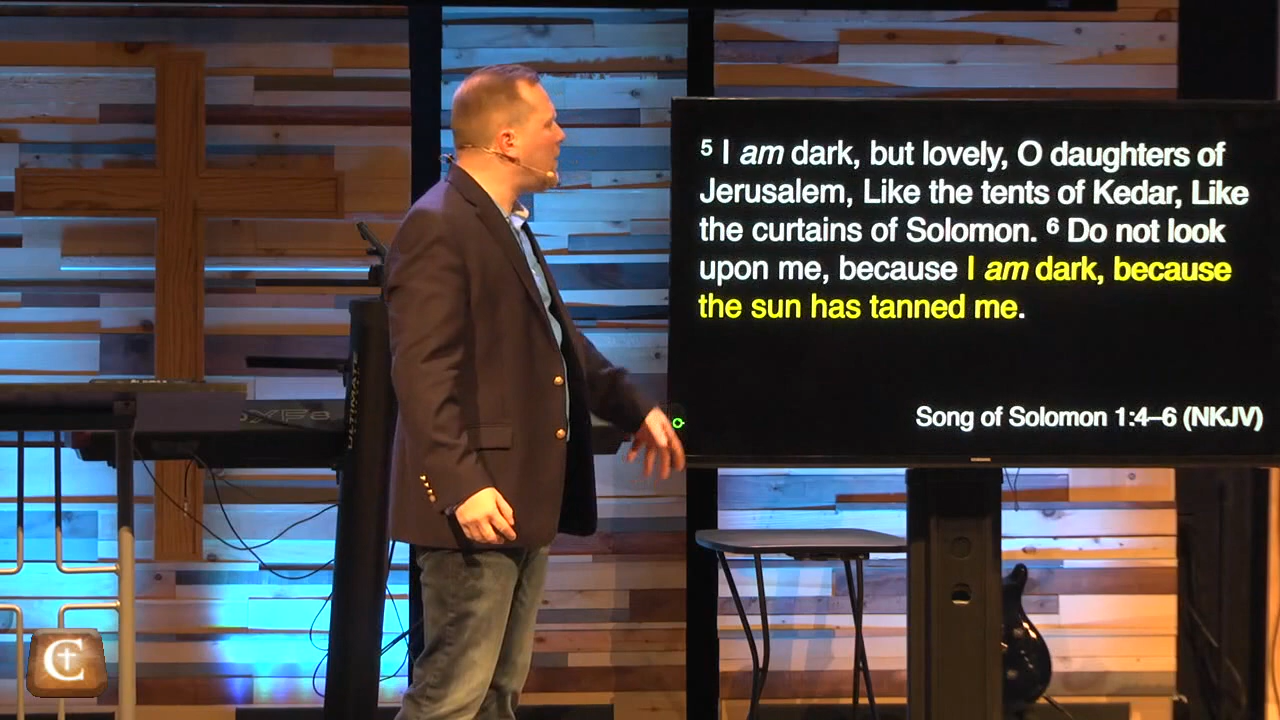 ⁵ I am dark, but lovely, O daughters of
Jerusalem, Like the tents of Kedar, Like
the curtains of Solomon. ⁶ Do not look
upon me, because I am dark, because
the sun has tanned me.
Song of Solomon 1:4–6 (NKJV)
ULTIMATE
XF8
C